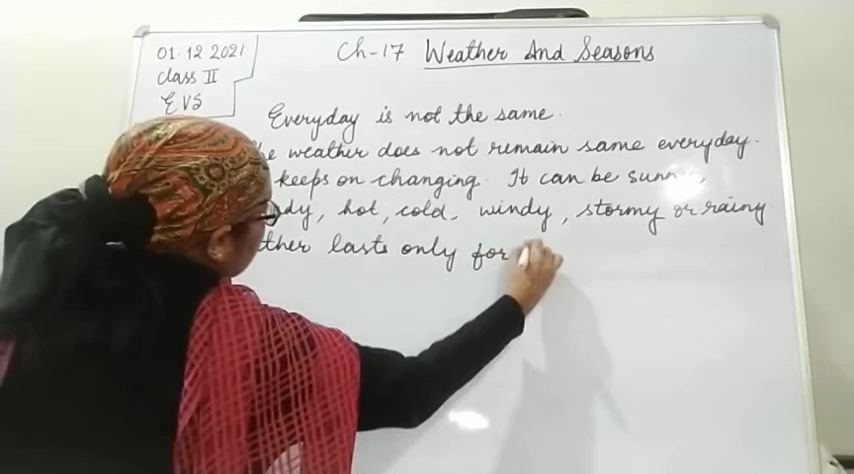 01.12 2021
Class II
EVS
Ch-17 Weather And Seasons
Everyday is not the same.
weather does not remain same everyday.
keeps on changing. It can be
hot, cold, windy, stormy or rainy
lasts only for